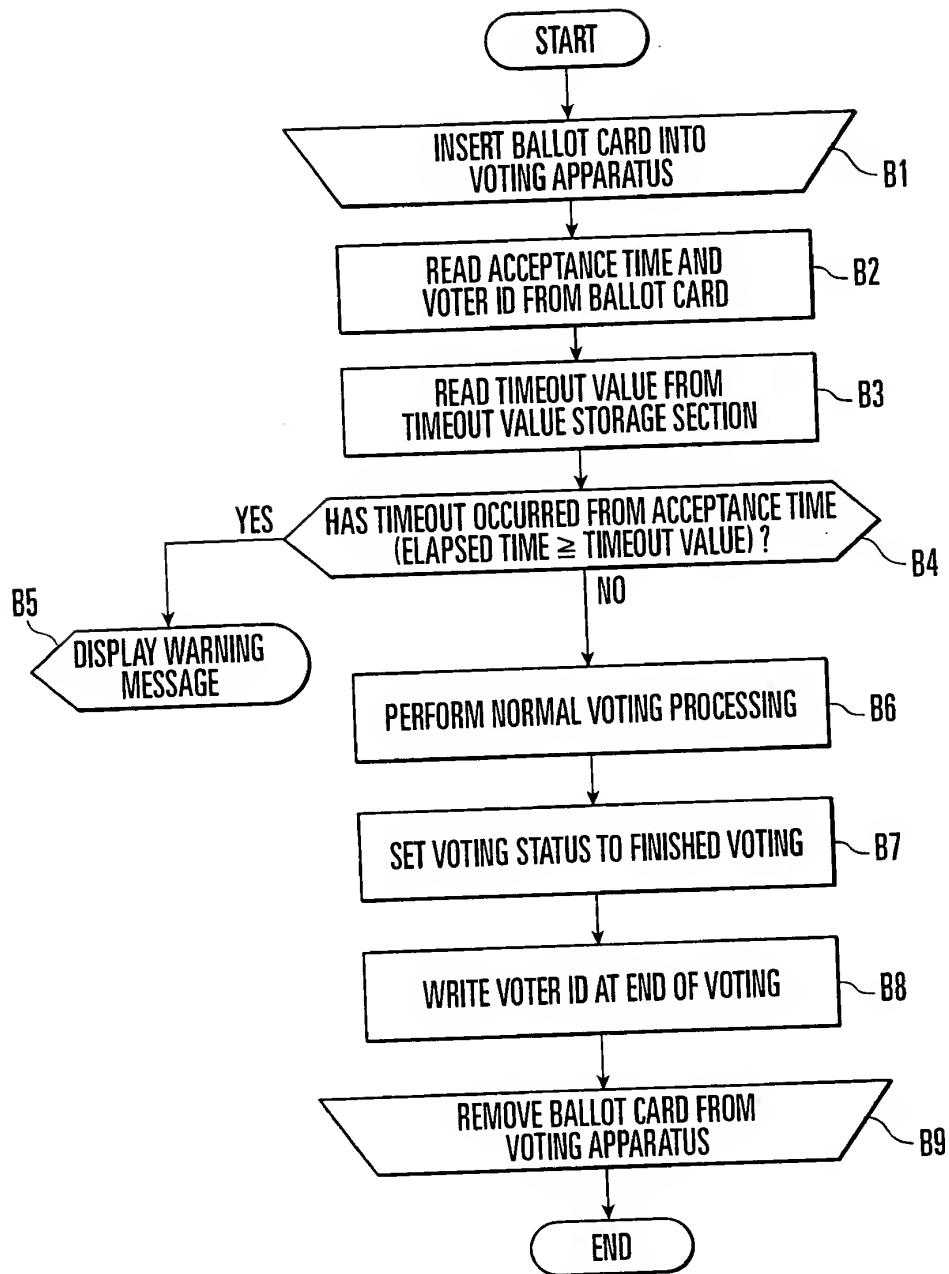 START
INSERT BALLOT CARD INTO
VOTING APPARATUS
B1
READ ACCEPTANCE TIME AND
VOTER ID FROM BALLOT CARD
B2
READ TIMEOUT VALUE FROM
TIMEOUT VALUE STORAGE SECTION
B3
YES
HAS TIMEOUT OCCURRED FROM ACCEPTANCE TIME
(ELAPSED TIME ≧ TIMEOUT VALUE) ?
B4
NO
B5
DISPLAY WARNING
MESSAGE
PERFORM NORMAL VOTING PROCESSING
B6
SET VOTING STATUS TO FINISHED VOTING
B7
WRITE VOTER ID AT END OF VOTING
B8
REMOVE BALLOT CARD FROM
VOTING APPARATUS
B9
END